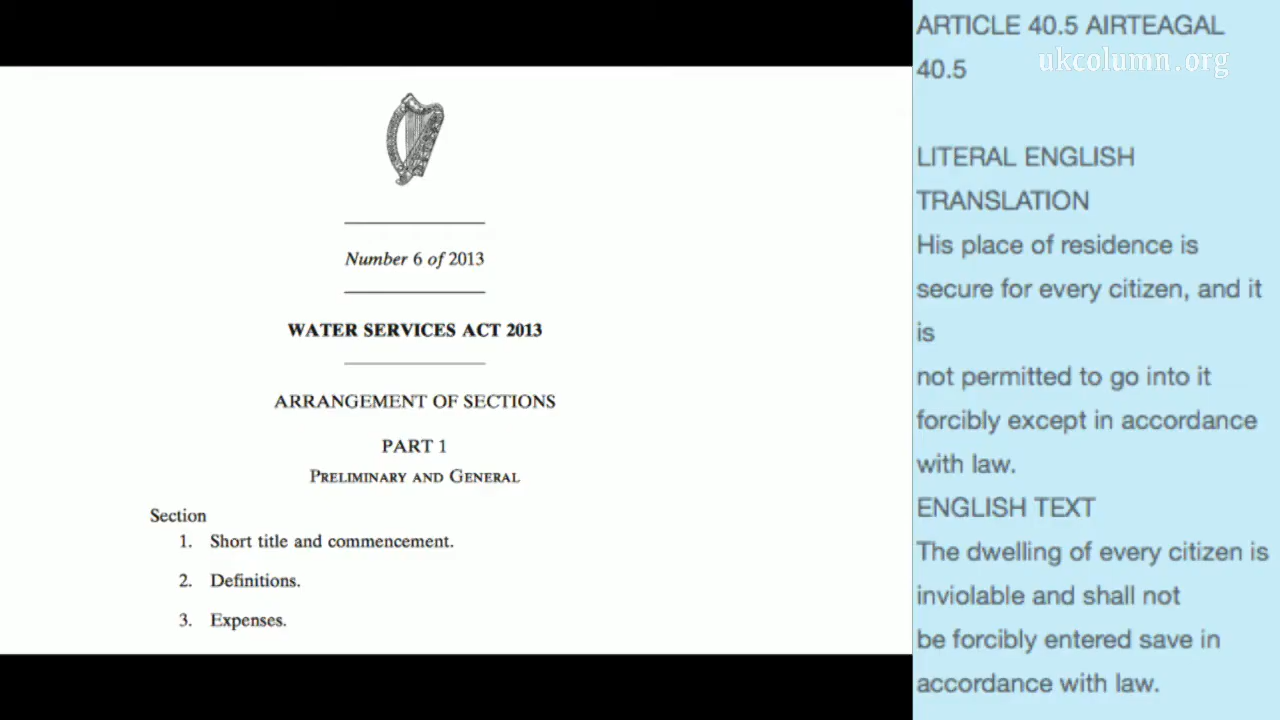 Number 6 of 2013
WATER SERVICES ACT 2013
ARRANGEMENT OF SECTIONS
PART 1
Preliminary and General
Section
1. Short title and commencement.
2. Definitions.
3. Expenses.
ARTICLE 40.5 AIRTEAGAL
40.5
ukcolumn.org
LITERAL ENGLISH
TRANSLATION
His place of residence is
secure for every citizen, and it
is
not permitted to go into it
forcibly except in accordance
with law.
ENGLISH TEXT
The dwelling of every citizen is
inviolable and shall not
be forcibly entered save in
accordance with law.